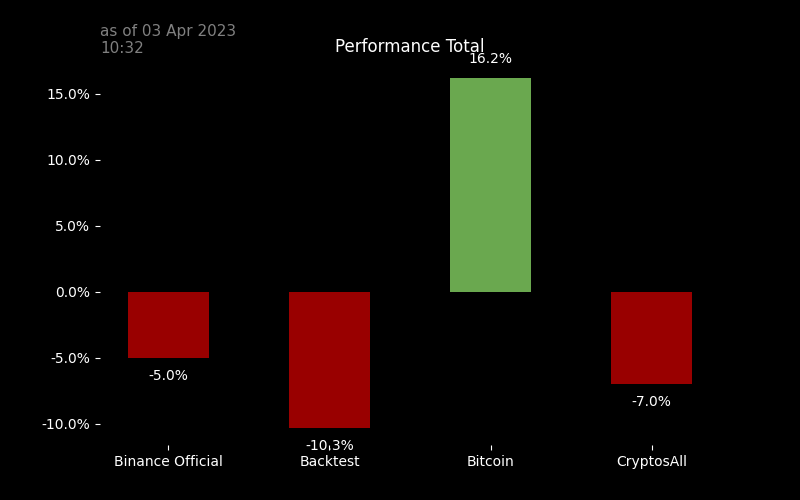 as of 03 Apr 2023
10:32
Performance Total
16.2%
15.0%
10.0%
5.0%
0.0%
-5.0%
-10.0%
-5.0%
-10.3%
-7.0%
Binance Official
Backtest
Bitcoin
CryptosAll